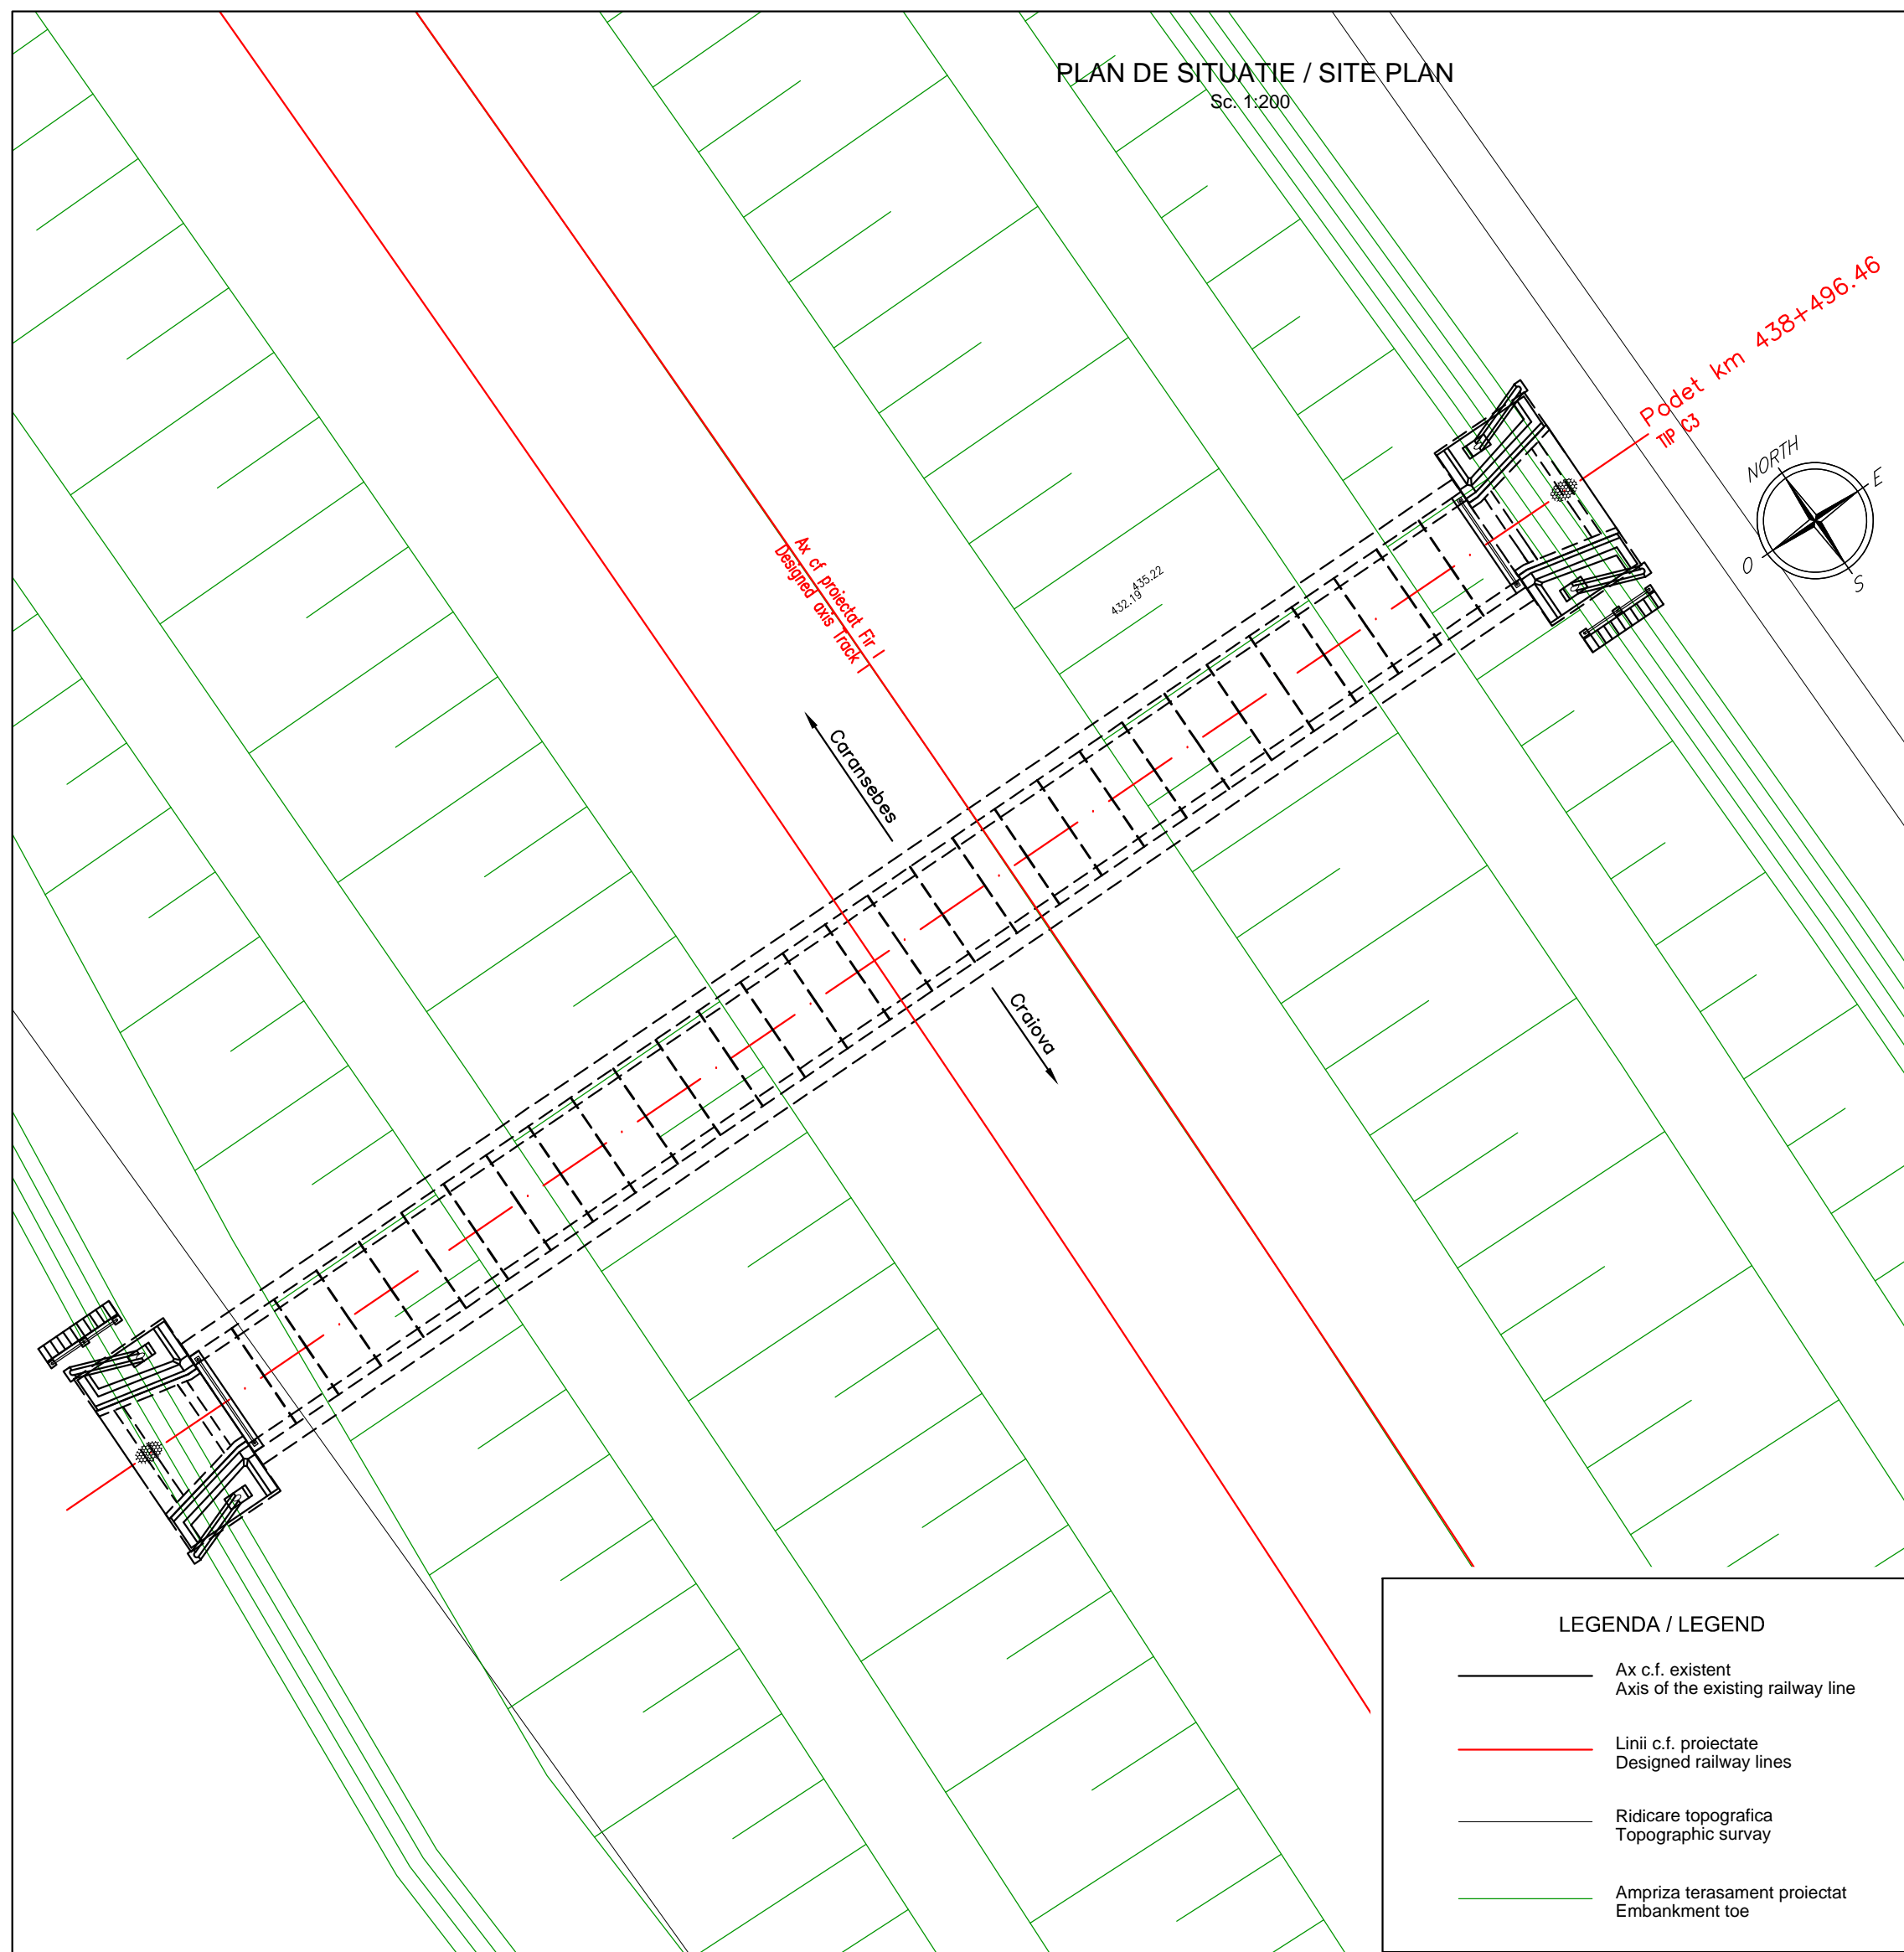 PLAN DE SITUATIE / SITE PLAN
Sc. 1:200
Podet km 438+496.46
TIP C3
NORTH
E
O
S
Ax cf proiectat Fir I
Designed axis Track I
435.22
432.19
Caransebes
Craiova
LEGENDA / LEGEND
Ax c.f. existent
Axis of the existing railway line
Linii c.f. proiectate
Designed railway lines
Ridicare topografica
Topographic survay
Ampriza terasament proiectat
Embankment toe